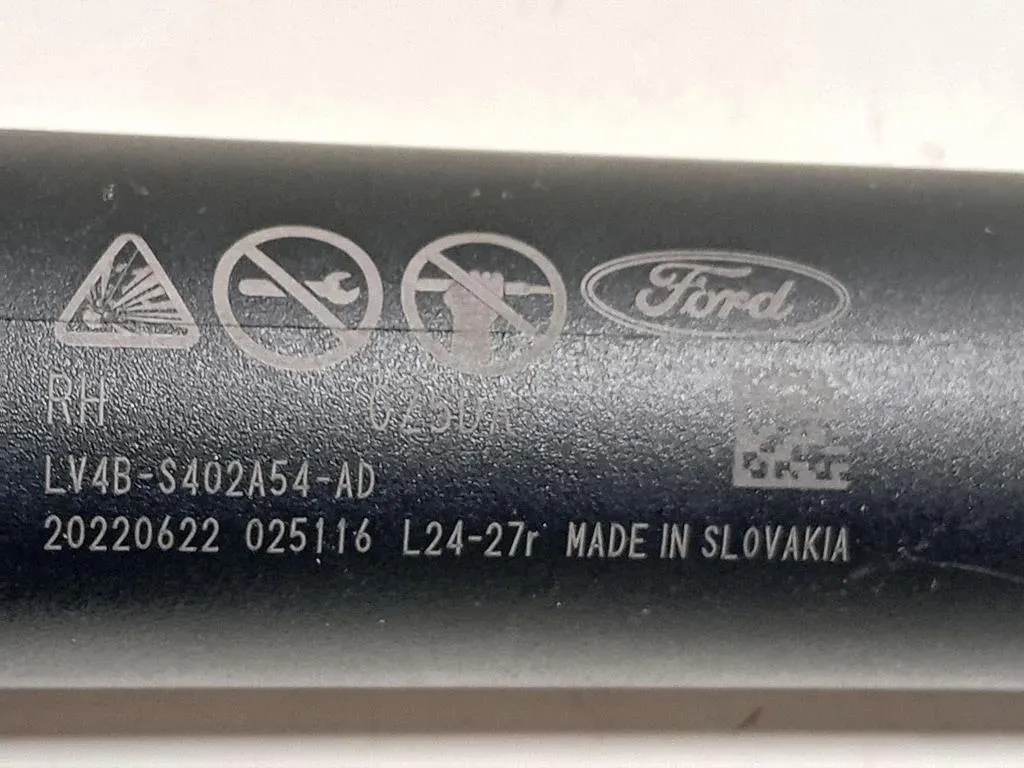 Ford
RH
LV4B-S402A54-AD
20220622 025116 L24-27r MADE IN SLOVAKIA